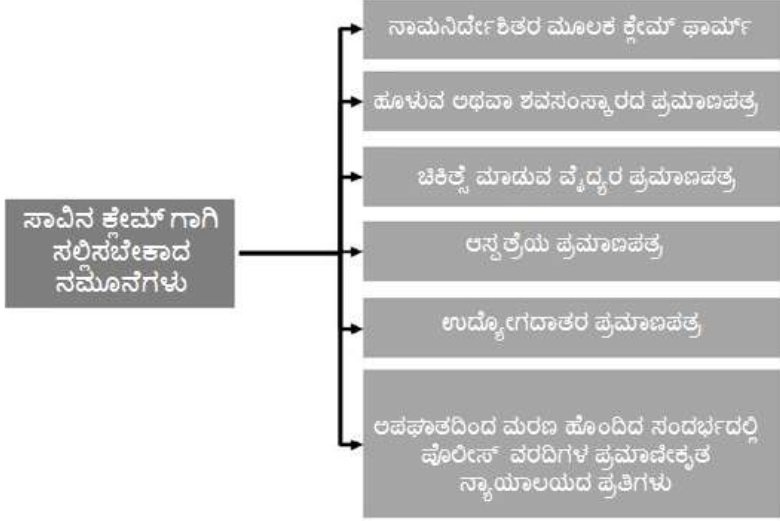 ಸಾವಿನ ಕ್ಲೇಮ್ ಗಾಗಿ
ಸಲ್ಲಿಸಬೇಕಾದ
ನಮೂನೆಗಳು
ನಾಮನಿರ್ದೇಶಿತರ ಮೂಲಕ ಕ್ಲೇಮ್ ಫಾರ್ಮ್
ಹೂಳುವ ಅಥವಾ ಶವಸಂಸ್ಕಾರದ ಪ್ರಮಾಣಪತ್ರ
ಚಿಕಿತ್ಸೆ ಮಾಡುವ ವೈದ್ಯರ ಪ್ರಮಾಣಪತ್ರ
ಆಸ್ಪತ್ರೆಯ ಪ್ರಮಾಣಪತ್ರ
ಉದ್ಯೋಗದಾತರ ಪ್ರಮಾಣಪತ್ರ
ಅಪಘಾತದಿಂದ ಮರಣ ಹೊಂದಿದ ಸಂದರ್ಭದಲ್ಲಿ
ಪೊಲೀಸ್ ವರದಿಗಳ ಪ್ರಮಾಣೀಕೃತ
ನ್ಯಾಯಾಲಯದ ಪ್ರತಿಗಳು